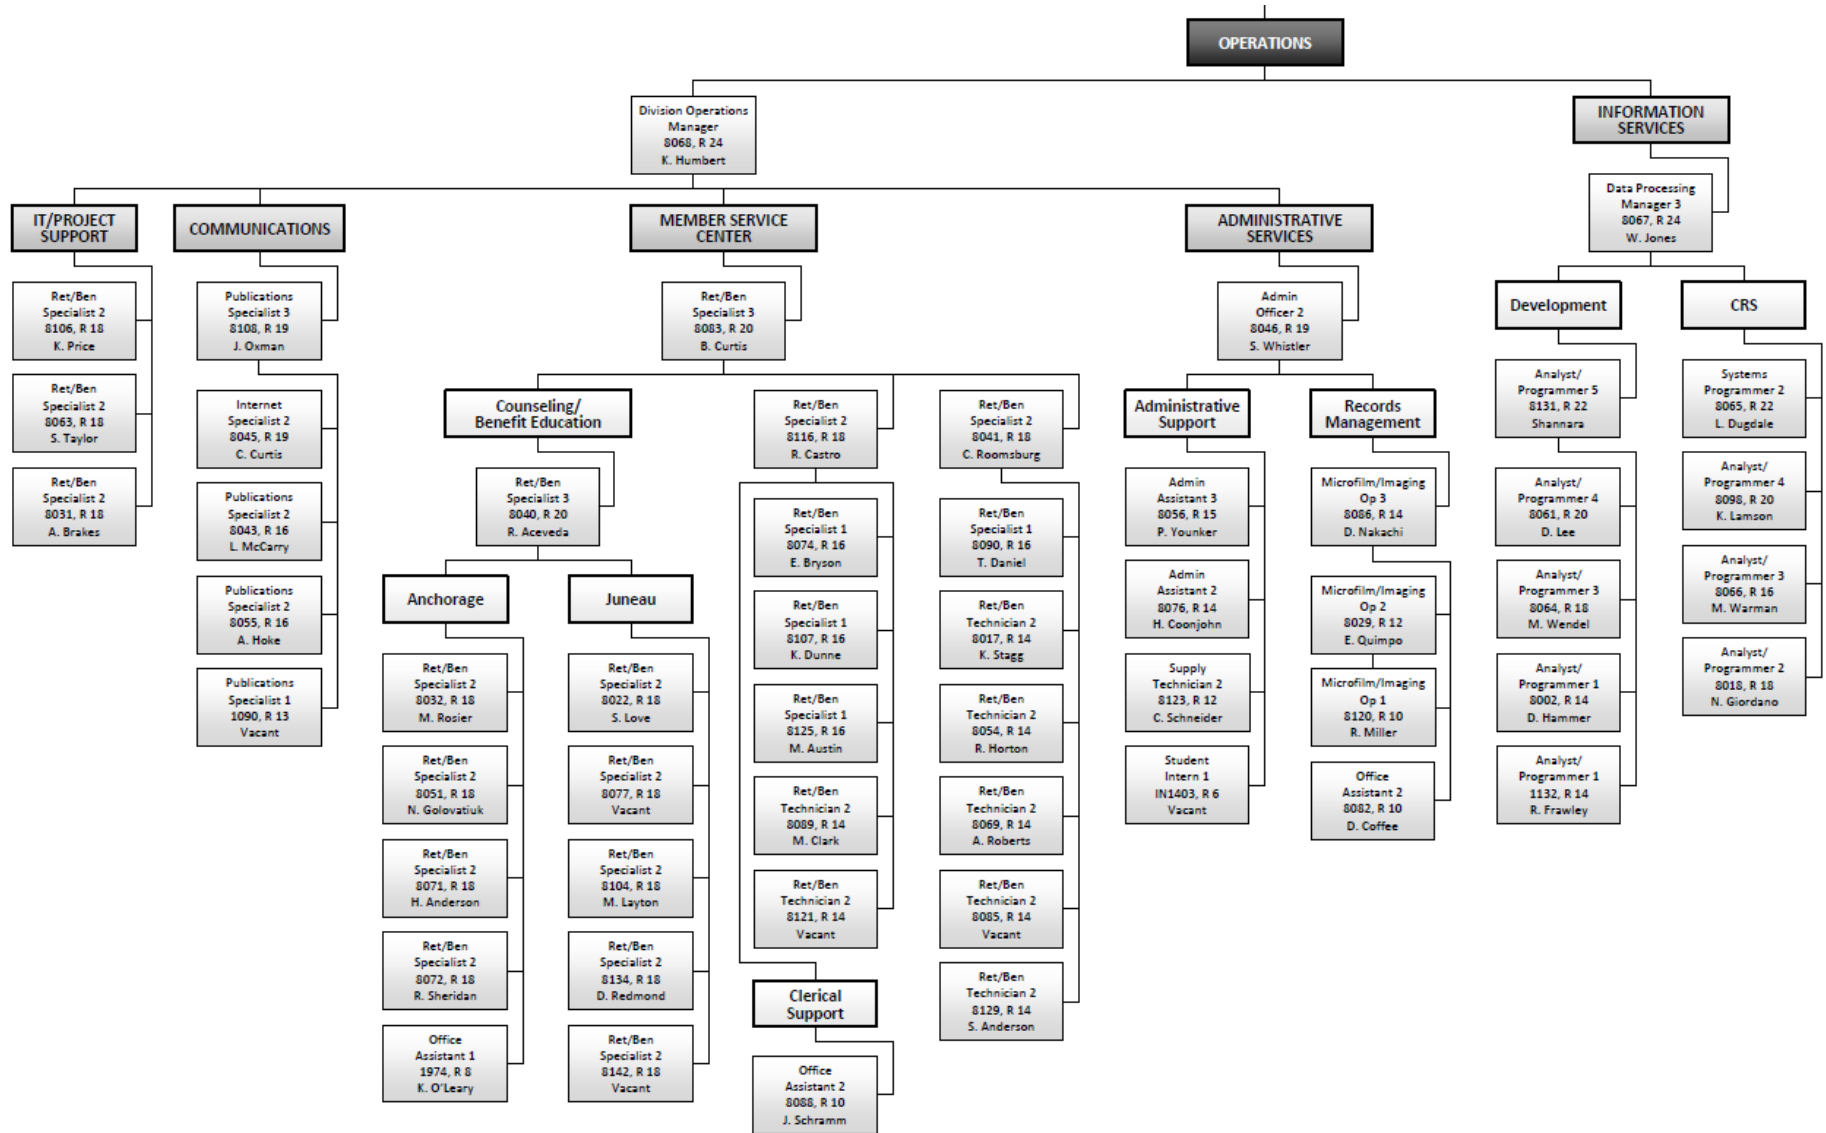 OPERATIONS
Division Operations
Manager
8068, R 24
K. Humbert
INFORMATION
SERVICES
Data Processing
Manager 3
8067, R 24
W. Jones
IT/PROJECT
SUPPORT
Ret/Ben
Specialist 2
8106, R 18
K. Price
Ret/Ben
Specialist 2
8063, R 18
S. Taylor
Ret/Ben
Specialist 2
8031, R 18
A. Brakes
COMMUNICATIONS
Publications
Specialist 3
8108, R 19
J. Oxman
Internet
Specialist 2
8045, R 19
C. Curtis
Publications
Specialist 2
8043, R 16
L. McCarry
Publications
Specialist 2
8055, R 16
A. Hoke
Publications
Specialist 1
1090, R 13
Vacant
MEMBER SERVICE
CENTER
Ret/Ben
Specialist 3
8083, R 20
B. Curtis
Counseling/
Benefit Education
Ret/Ben
Specialist 3
8040, R 20
R. Aceveda
Anchorage
Ret/Ben
Specialist 2
8032, R 18
M. Rosier
Ret/Ben
Specialist 2
8051, R 18
N. Golovatiuk
Ret/Ben
Specialist 2
8071, R 18
H. Anderson
Ret/Ben
Specialist 2
8072, R 18
R. Sheridan
Office
Assistant 1
1974, R 8
K. O'Leary
Juneau
Ret/Ben
Specialist 2
8022, R 18
S. Love
Ret/Ben
Specialist 2
8077, R 18
Vacant
Ret/Ben
Specialist 2
8104, R 18
M. Layton
Ret/Ben
Specialist 2
8134, R 18
D. Redmond
Ret/Ben
Specialist 2
8142, R 18
Vacant
Ret/Ben
Specialist 2
8116, R 18
R. Castro
Ret/Ben
Specialist 1
8074, R 16
E. Bryson
Ret/Ben
Specialist 1
8107, R 16
K. Dunne
Ret/Ben
Specialist 1
8125, R 16
M. Austin
Ret/Ben
Technician 2
8089, R 14
M. Clark
Ret/Ben
Technician 2
8121, R 14
Vacant
Clerical
Support
Office
Assistant 2
8088, R 10
J. Schramm
Ret/Ben
Specialist 2
8041, R 18
C. Roomsburg
Ret/Ben
Specialist 1
8090, R 16
T. Daniel
Ret/Ben
Technician 2
8017, R 14
K. Stagg
Ret/Ben
Technician 2
8054, R 14
R. Horton
Ret/Ben
Technician 2
8069, R 14
A. Roberts
Ret/Ben
Technician 2
8085, R 14
Vacant
Ret/Ben
Technician 2
8129, R 14
S. Anderson
ADMINISTRATIVE
SERVICES
Admin
Officer 2
8046, R 19
S. Whistler
Administrative
Support
Admin
Assistant 3
8056, R 15
P. Younker
Admin
Assistant 2
8076, R 14
H. Coonjohn
Supply
Technician 2
8123, R 12
C. Schneider
Student
Intern 1
IN1403, R 6
Vacant
Records
Management
Microfilm/Imaging
Op 3
8086, R 14
D. Nakachi
Microfilm/Imaging
Op 2
8029, R 12
E. Quimpo
Microfilm/Imaging
Op 1
8120, R 10
R. Miller
Office
Assistant 2
8082, R 10
D. Coffee
Development
Analyst/
Programmer 5
8131, R 22
Shannara
Analyst/
Programmer 4
8061, R 20
D. Lee
Analyst/
Programmer 3
8064, R 18
M. Wendel
Analyst/
Programmer 1
8002, R 14
D. Hammer
Analyst/
Programmer 1
1132, R 14
R. Frawley
CRS
Systems
Programmer 2
8065, R 22
L. Dugdale
Analyst/
Programmer 4
8098, R 20
K. Lamson
Analyst/
Programmer 3
8066, R 16
M. Warman
Analyst/
Programmer 2
8018, R 18
N. Giordano